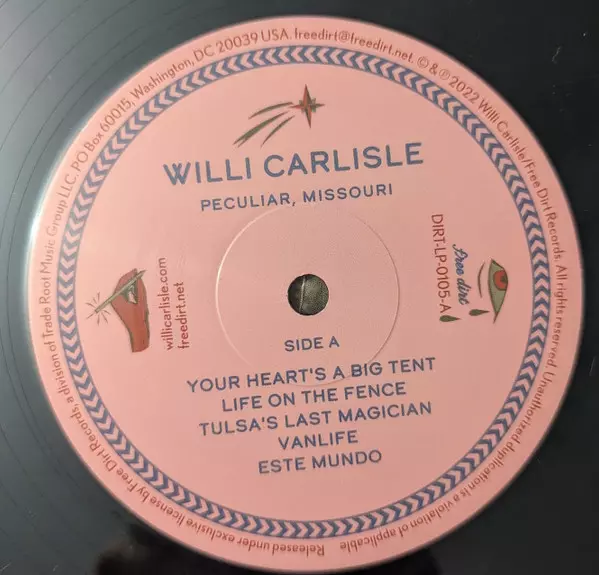 WILLI CARLISLE
PECULIAR, MISSOURI
willicarlisle.com
freedirt.net
Free dirt
DIRT-LP-0105-A
SIDE A
YOUR HEART'S A BIG TENT
LIFE ON THE FENCE
TULSA'S LAST MAGICIAN
VANLIFE
ESTE MUNDO
Released under exclusive license by Free Dirt Records, a division of Trade Root Music Group LLC. PO Box 60015, Washington, DC 20039 USA. freedirt@freedirt.net. © & ℗ 2022 Willi Carlisle/Free Dirt Records. All rights reserved. Unauthorized duplication is a violation of applicable